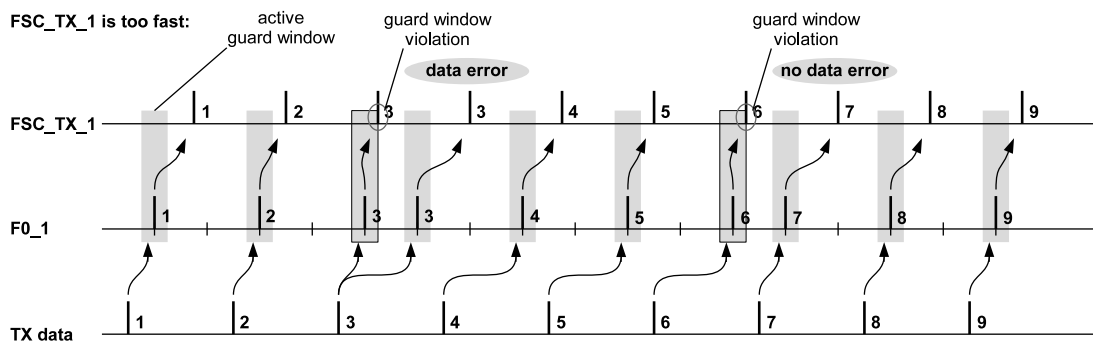 FSC_TX_1 is too fast:
active
guard window
guard window
violation
data error
guard window
violation
no data error
FSC_TX_1
1 2 3 3 4 5 6 7 8 9
F0_1
1 2 3 3 4 5 6 7 8 9
TX data
1 2 3 4 5 6 7 8 9